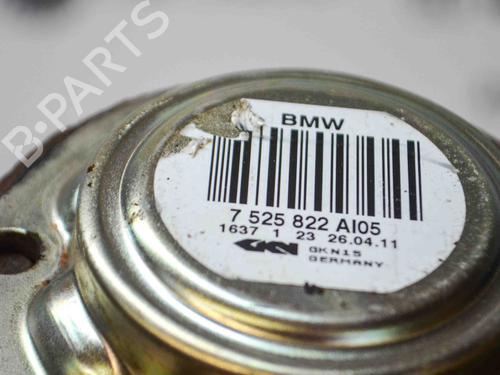 B-PARTS
BMW
7 525 822 AI05
1637 1 23 26.04.11
GKN
GKN15
GERMANY